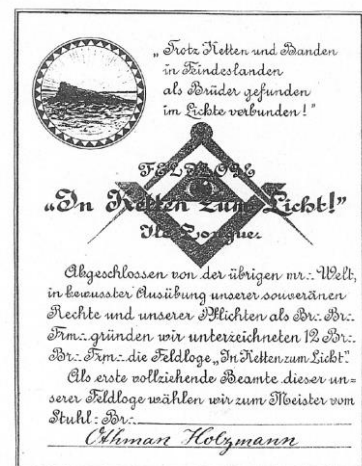 „Trotz Ketten und Banden
in Feindeslanden
als Brüder gefunden
im Lichte verbunden!"
FELDLOGE
„In Ketten zum Licht!"
Ile Longue.
Abgeschlossen von der übrigen mr∴ Welt,
in bewusster Ausübung unserer souveränen
Rechte und unserer Pflichten als Br∴ Br∴
Frm∴ gründen wir unterzeichneten 12 Br∴
Br∴ Frm∴ die Feldloge „In Ketten zum Licht".
Als erste vollziehende Beamte dieser un-
serer Feldloge wählen wir zum Meister vom
Stuhl: Br∴
Othman Holzmann